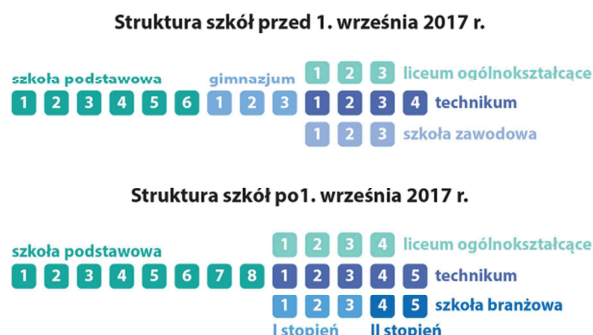 Struktura szkół przed 1. września 2017 r.
1 2 3 liceum ogólnokształcące
szkoła podstawowa gimnazjum
1 2 3 4 5 6 1 2 3 1 2 3 4 technikum
1 2 3 szkoła zawodowa
Struktura szkół po1. września 2017 r.
1 2 3 4 liceum ogólnokształcące
szkoła podstawowa
1 2 3 4 5 6 7 8 1 2 3 4 5 technikum
1 2 3 4 5 szkoła branżowa
I stopień II stopień